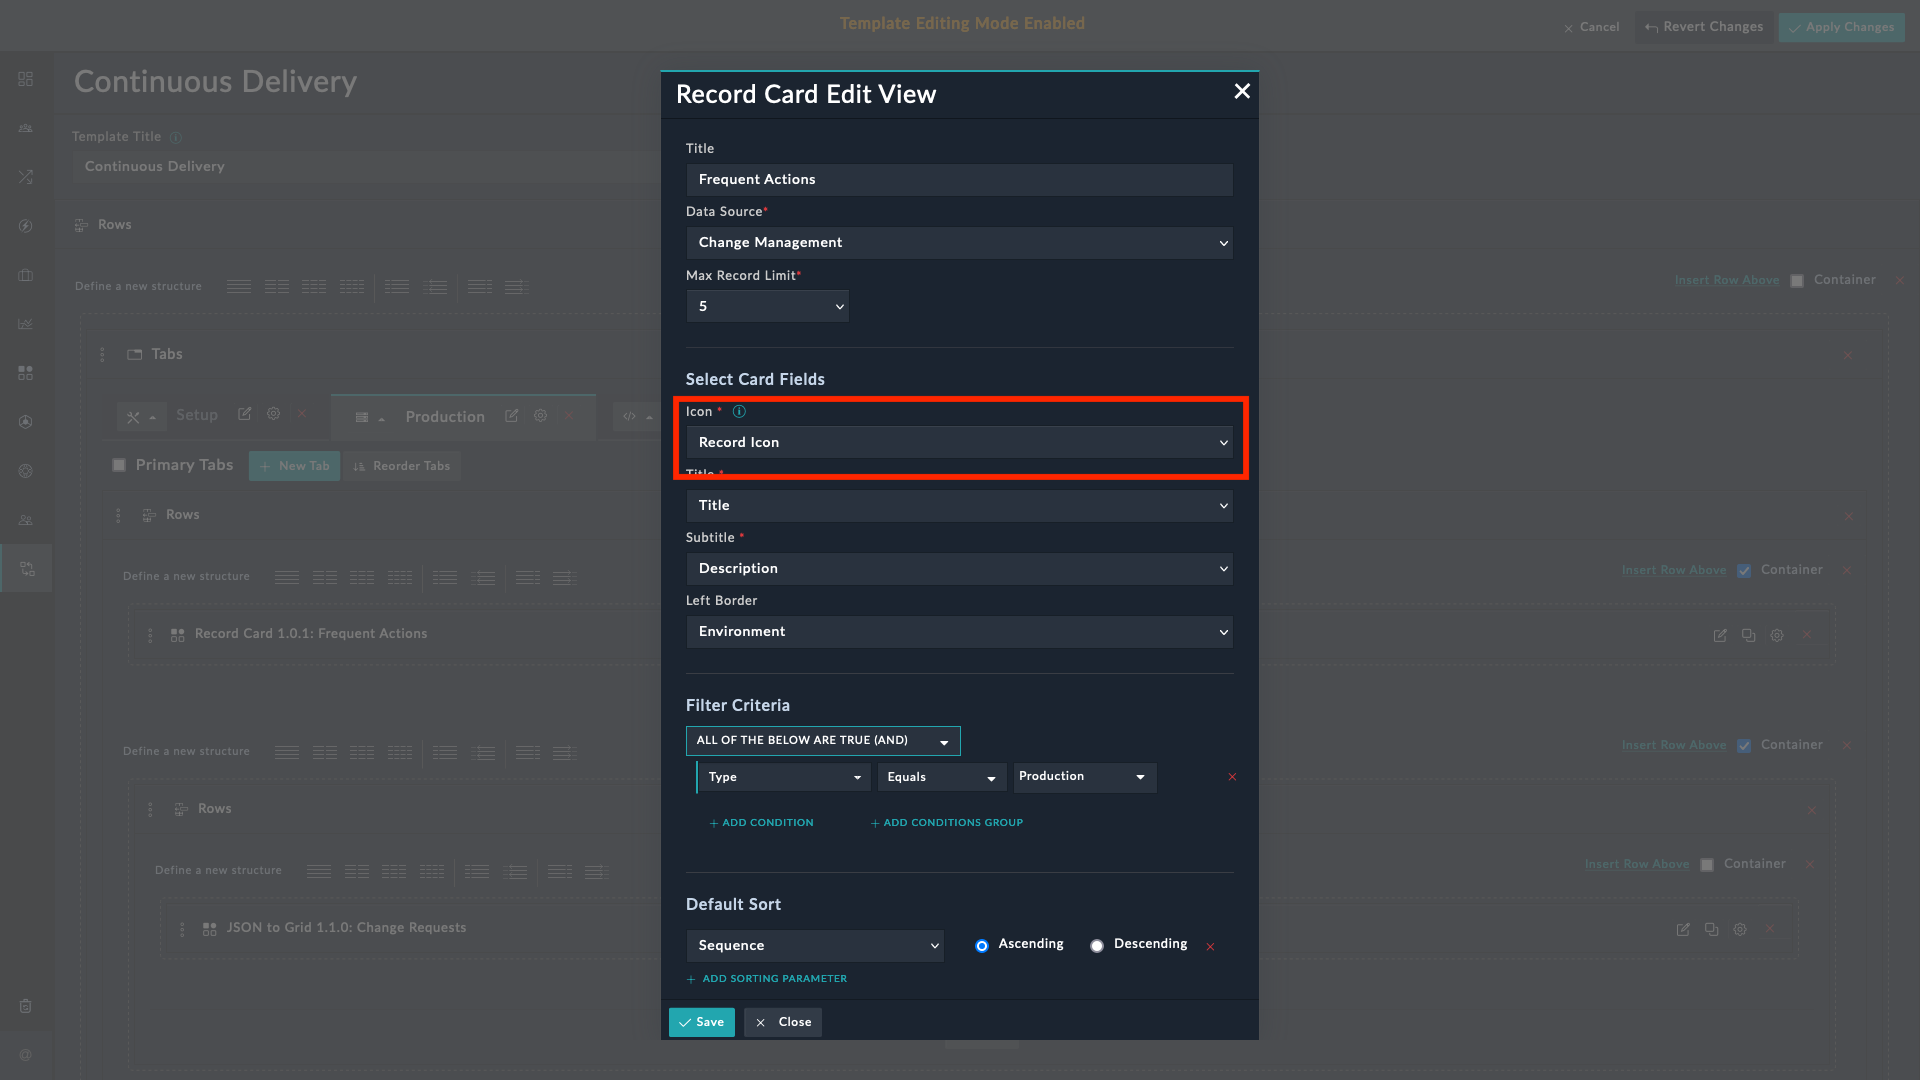 Template Editing Mode Enabled
Cancel
Revert Changes
Apply Changes
Continuous Delivery
Template Title
Continuous Delivery
Rows
Define a new structure
Insert Row Above
Container
Tabs
Setup
Production
Primary Tabs
New Tab
Reorder Tabs
Rows
Define a new structure
Insert Row Above
Container
Record Card 1.0.1: Frequent Actions
Define a new structure
Insert Row Above
Container
Rows
Define a new structure
Insert Row Above
Container
JSON to Grid 1.1.0: Change Requests
Record Card Edit View
Title
Frequent Actions
Data Source*
Change Management
Max Record Limit*
5
Select Card Fields
Icon *
Record Icon
Title *
Title
Subtitle *
Description
Left Border
Environment
Filter Criteria
ALL OF THE BELOW ARE TRUE (AND)
Type
Equals
Production
+ ADD CONDITION
+ ADD CONDITIONS GROUP
Default Sort
Sequence
Ascending
Descending
+ ADD SORTING PARAMETER
Save
Close